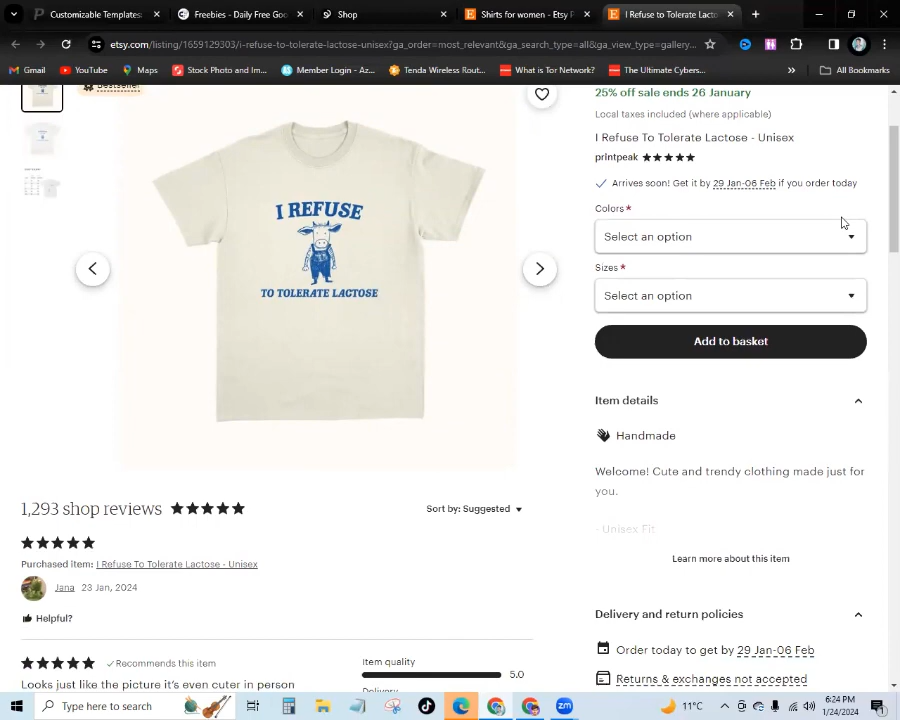 Customizable Templates:
Freebies - Daily Free Goo
Shop
Shirts for women - Etsy P
I Refuse to Tolerate Lacto
etsy.com/listing/1659129303/i-refuse-to-tolerate-lactose-unisex?ga_order=most_relevant&ga_search_type=all&ga_view_type=gallery...
Gmail
YouTube
Maps
Stock Photo and Im...
Member Login - Az...
Tenda Wireless Rout...
What is Tor Network?
The Ultimate Cybers...
»
All Bookmarks
Bestseller
25% off sale ends 26 January
Local taxes included (where applicable)
I Refuse To Tolerate Lactose - Unisex
printpeak ★★★★★
✓ Arrives soon! Get it by 29 Jan-06 Feb if you order today
Colors *
Select an option
Sizes *
Select an option
Add to basket
I REFUSE
TO TOLERATE LACTOSE
Item details
Handmade
Welcome! Cute and trendy clothing made just for
you.
- Unisex Fit
Learn more about this item
1,293 shop reviews ★★★★★
Sort by: Suggested
★★★★★
Purchased item: I Refuse To Tolerate Lactose - Unisex
Jana 23 Jan, 2024
Helpful?
★★★★★ ✓ Recommends this item
Looks just like the picture it's even cuter in person
Item quality
5.0
Delivery
Delivery and return policies
Order today to get by 29 Jan-06 Feb
Returns & exchanges not accepted
Type here to search
11°C
6:24 PM
1/24/2024